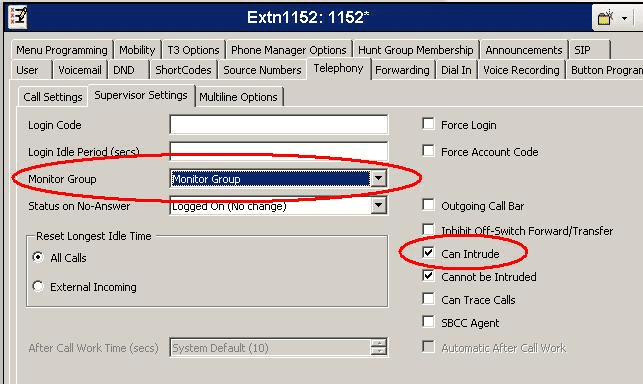 Extn1152: 1152*
Menu Programming Mobility T3 Options Phone Manager Options Hunt Group Membership Announcements SIP
User Voicemail DND ShortCodes Source Numbers Telephony Forwarding Dial In Voice Recording Button Program
Call Settings Supervisor Settings Multiline Options
Login Code Force Login
Login Idle Period (secs) Force Account Code
Monitor Group Monitor Group
Status on No-Answer Logged On (No change) Outgoing Call Bar
Inhibit Off-Switch Forward/Transfer
Reset Longest Idle Time
All Calls Can Intrude
Cannot be Intruded
External Incoming
Can Trace Calls
SBCC Agent
After Call Work Time (secs) System Default (10) Automatic After Call Work